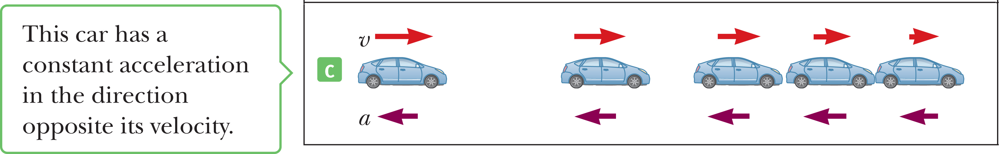 This car has a
constant acceleration
in the direction
opposite its velocity.
v
C
a